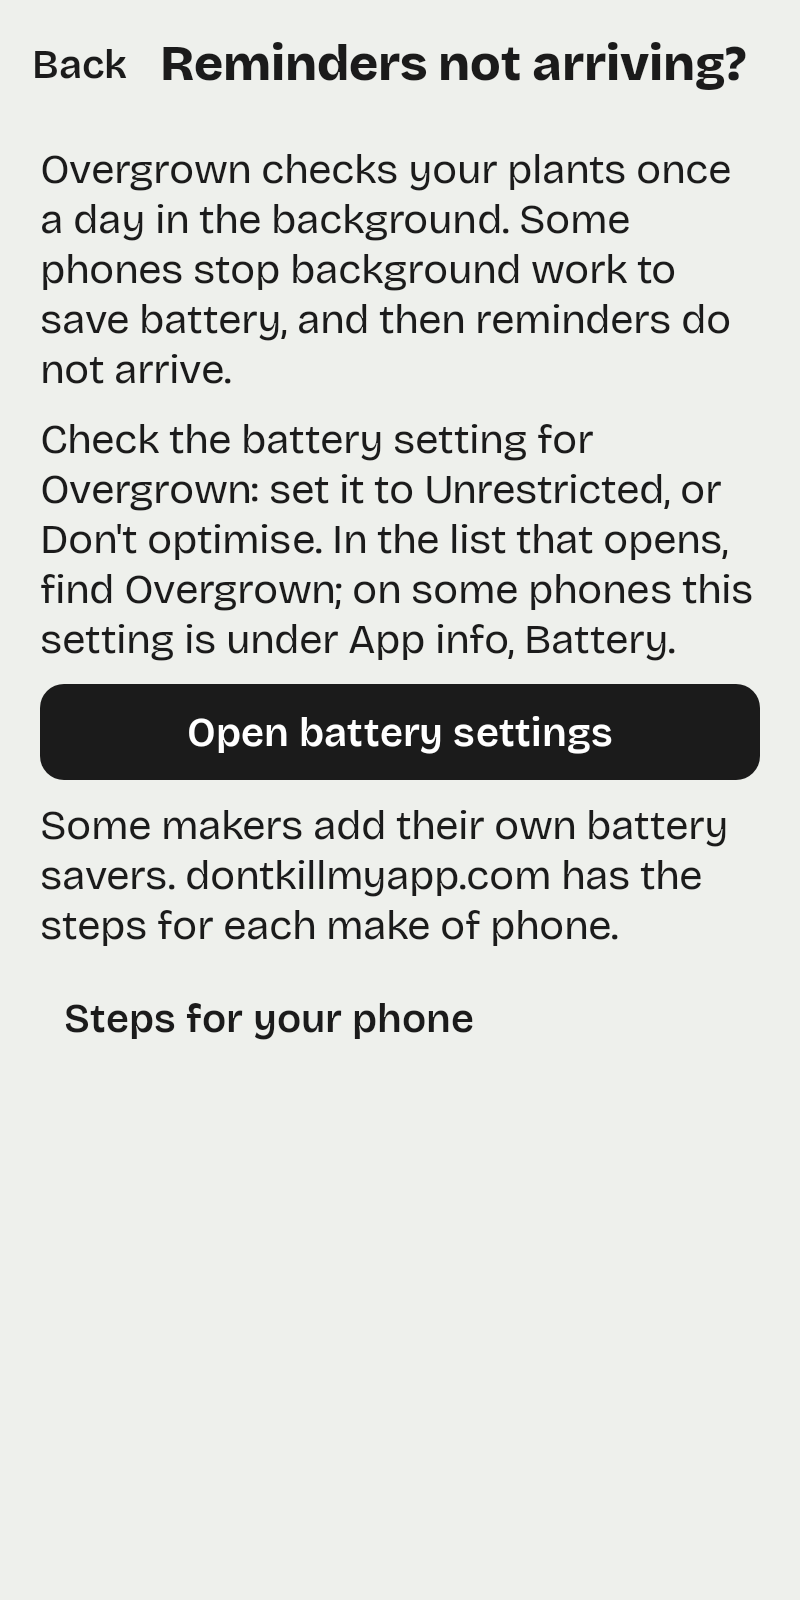 Back Reminders not arriving?
Overgrown checks your plants once
a day in the background. Some
phones stop background work to
save battery, and then reminders do
not arrive.
Check the battery setting for
Overgrown: set it to Unrestricted, or
Don't optimise. In the list that opens,
find Overgrown; on some phones this
setting is under App info, Battery.
Open battery settings
Some makers add their own battery
savers. dontkillmyapp.com has the
steps for each make of phone.
Steps for your phone